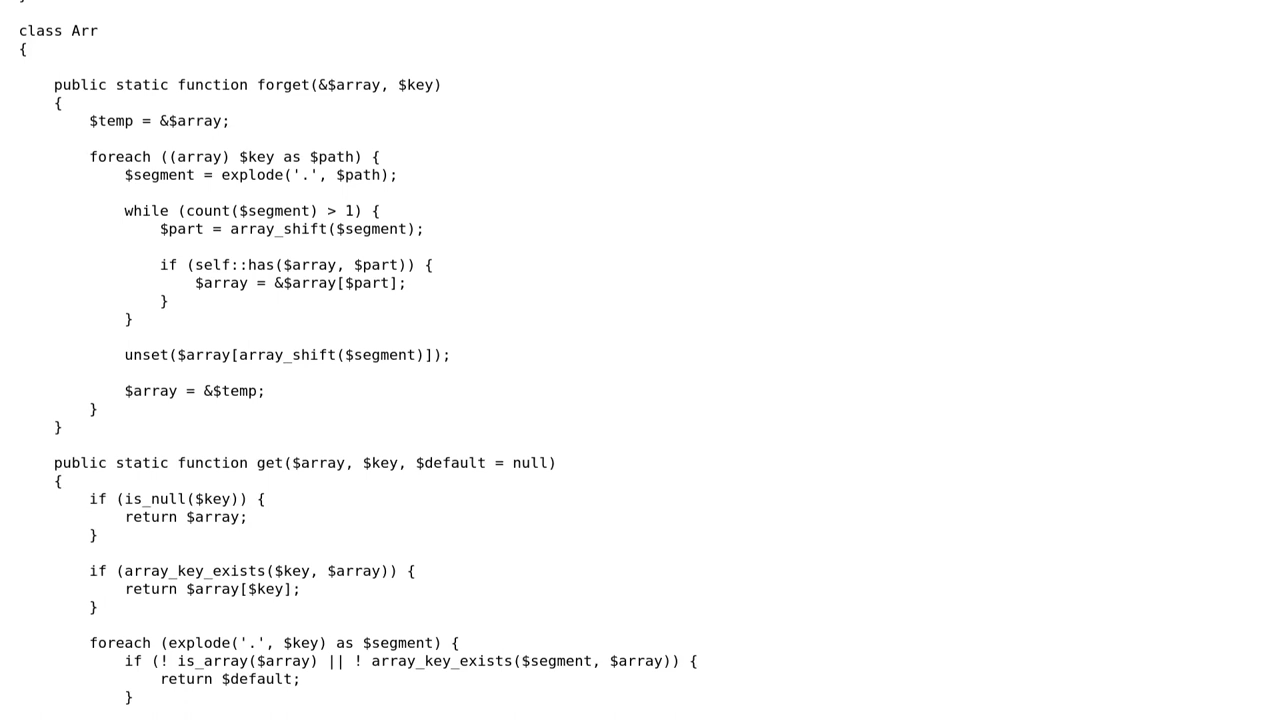 class Arr
{
    public static function forget(&$array, $key)
    {
        $temp = &$array;
        foreach ((array) $key as $path) {
            $segment = explode('.', $path);
            while (count($segment) > 1) {
                $part = array_shift($segment);
                if (self::has($array, $part)) {
                    $array = &$array[$part];
                }
            }
            unset($array[array_shift($segment)]);
            $array = &$temp;
        }
    }
    public static function get($array, $key, $default = null)
    {
        if (is_null($key)) {
            return $array;
        }
        if (array_key_exists($key, $array)) {
            return $array[$key];
        }
        foreach (explode('.', $key) as $segment) {
            if (! is_array($array) || ! array_key_exists($segment, $array)) {
                return $default;
            }